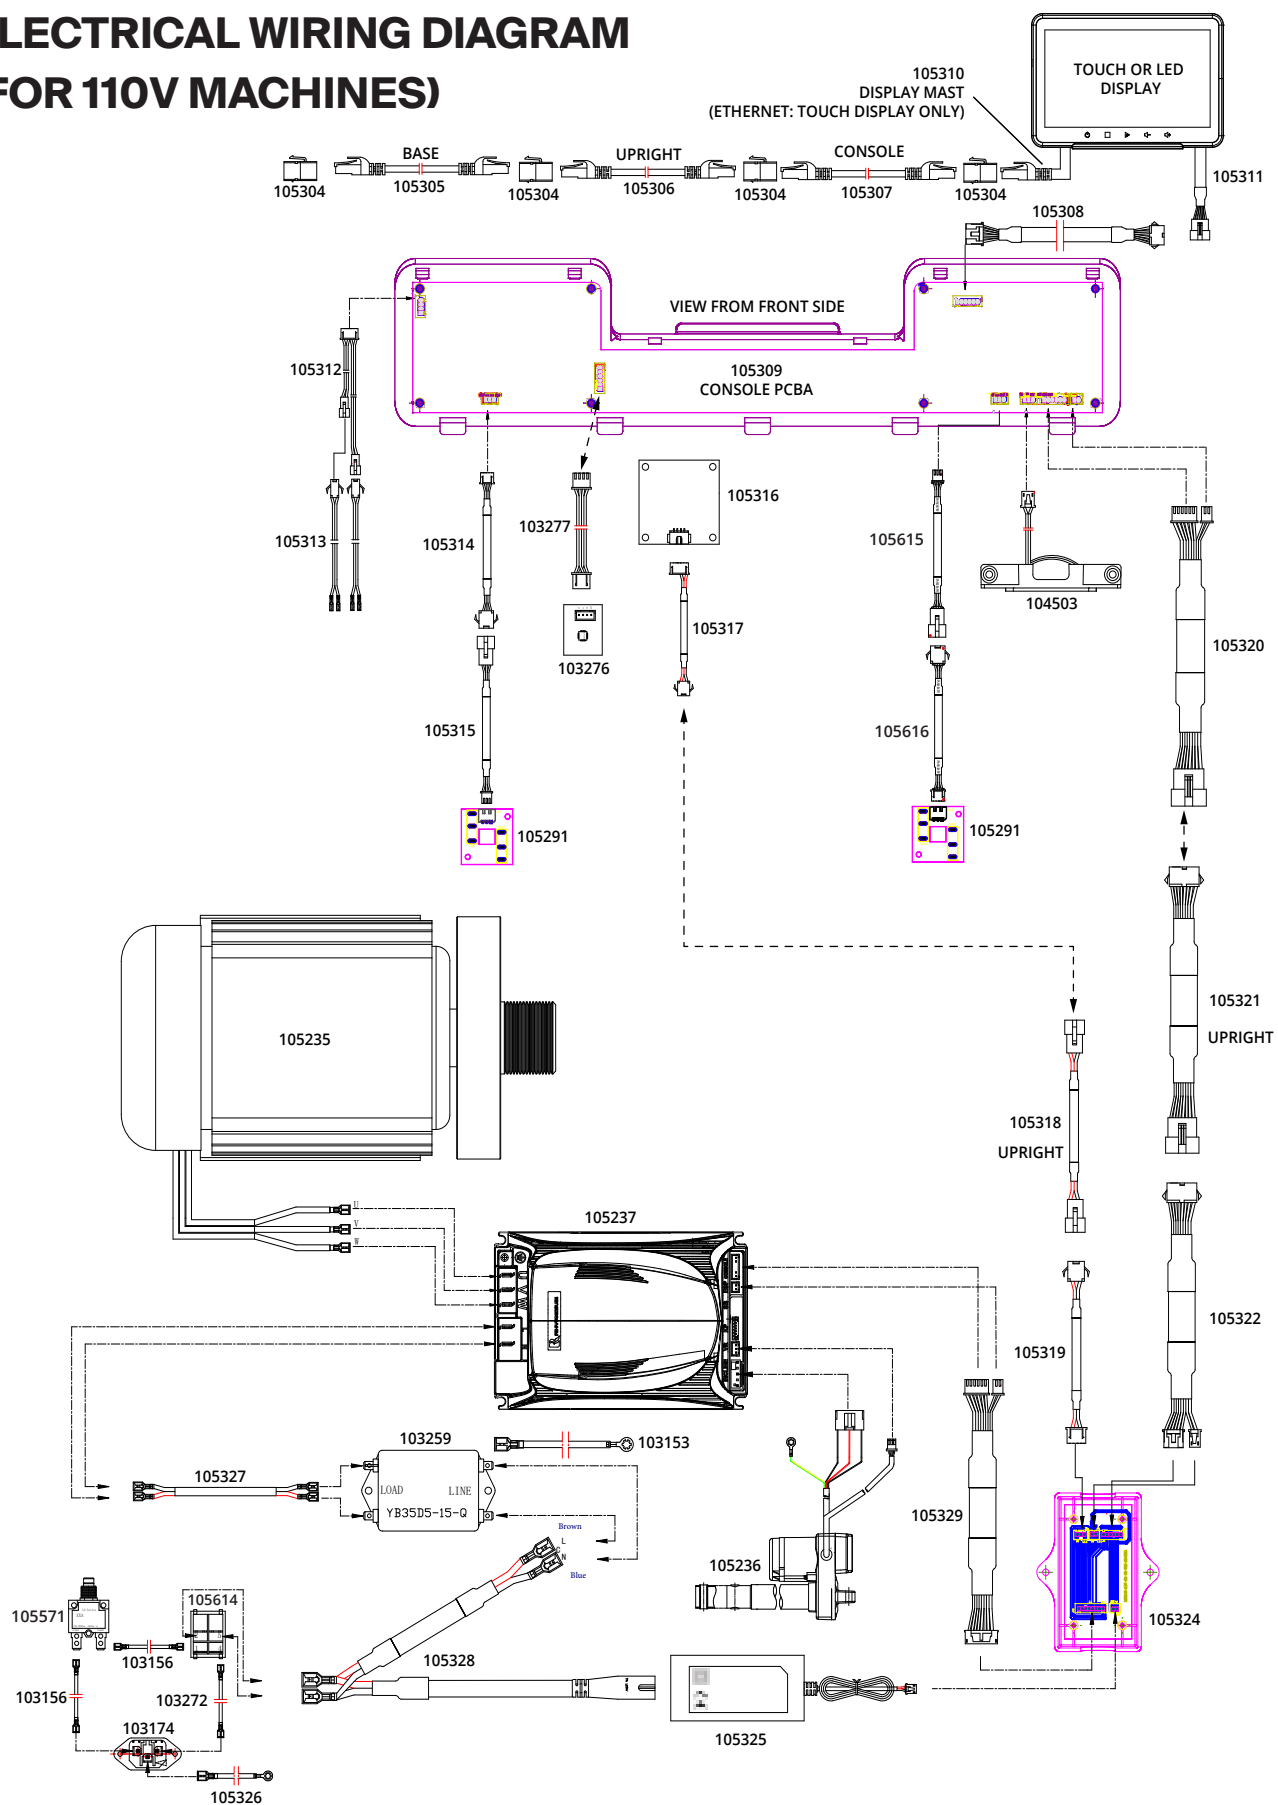 LECTRICAL WIRING DIAGRAM
FOR 110V MACHINES)
105310
DISPLAY MAST
(ETHERNET: TOUCH DISPLAY ONLY)
TOUCH OR LED
DISPLAY
BASE
UPRIGHT
CONSOLE
105304
105305
105304
105306
105304
105307
105304
105311
105308
VIEW FROM FRONT SIDE
105309
CONSOLE PCBA
105312
105313
105314
103277
105316
105615
104503
105317
103276
105320
105315
105616
105291
105291
105235
105321
UPRIGHT
105318
UPRIGHT
U
V
W
105237
U
V
W
105322
105319
103259
103153
105327
LOAD
LINE
YB35D5-15-Q
105329
Brown
L
G
N
Blue
105236
105571
105614
103156
105324
105328
103156
103272
103174
105325
105326